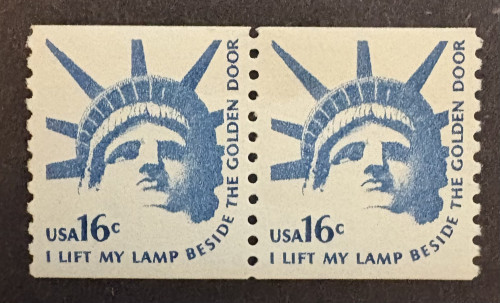 USA16c
I LIFT MY LAMP BESIDE THE GOLDEN DOOR
USA16c
I LIFT MY LAMP BESIDE THE GOLDEN DOOR